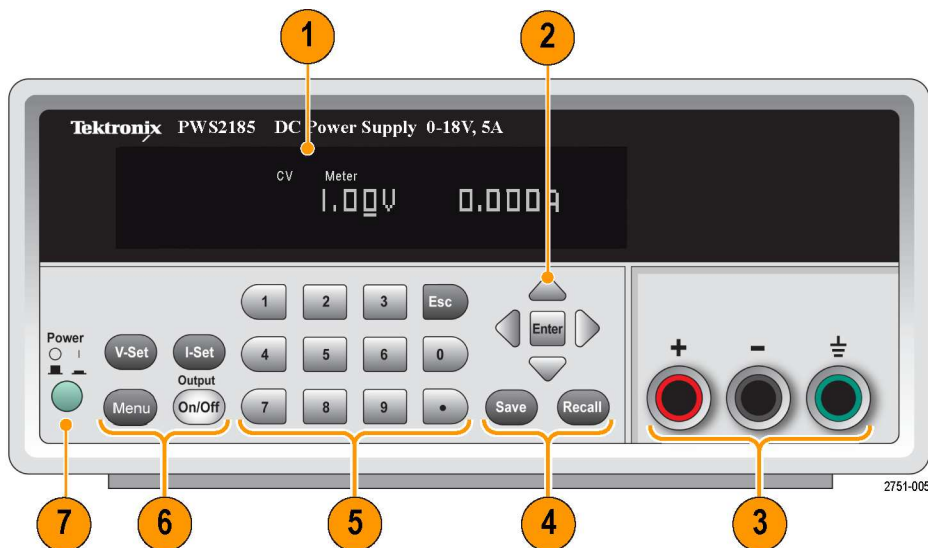 1
2
Tektronix PWS2185 DC Power Supply 0-18V, 5A
CV Meter
1.00V 0.000A
1 2 3 Esc
Enter
Power
V-Set I-Set 4 5 6 0
Output
Menu On/Off 7 8 9 • Save Recall
+ -
2751-005
7 6 5 4 3